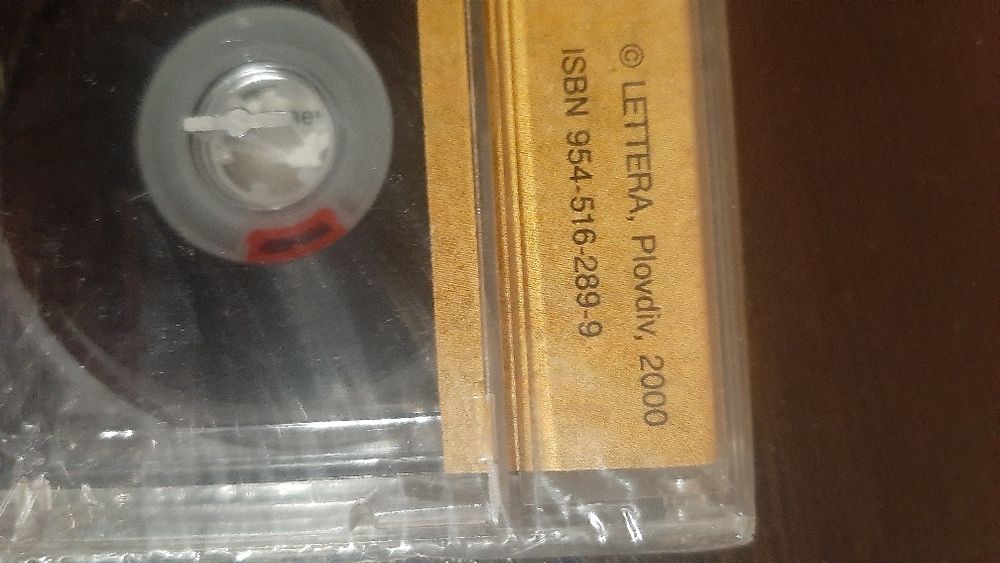 © LETTERA, Plovdiv, 2000
ISBN 954-516-289-9